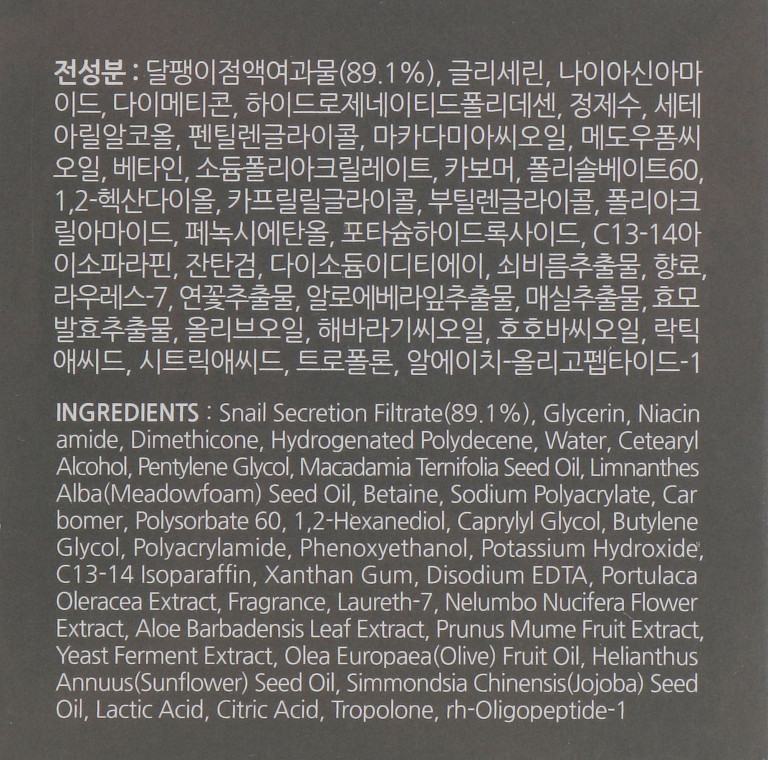 전성분 : 달팽이점액여과물(89.1%), 글리세린, 나이아신아마
이드, 다이메티콘, 하이드로제네이티드폴리데센, 정제수, 세테
아릴알코올, 펜틸렌글라이콜, 마카다미아씨오일, 메도우폼씨
오일, 베타인, 소듐폴리아크릴레이트, 카보머, 폴리솔베이트60,
1,2-헥산다이올, 카프릴릴글라이콜, 부틸렌글라이콜, 폴리아크
릴아마이드, 페녹시에탄올, 포타슘하이드록사이드, C13-14아
이소파라핀, 잔탄검, 다이소듐이디티에이, 쇠비름추출물, 향료,
라우레스-7, 연꽃추출물, 알로에베라잎추출물, 매실추출물, 효모
발효추출물, 올리브오일, 해바라기씨오일, 호호바씨오일, 락틱
애씨드, 시트릭애씨드, 트로폴론, 알에이치-올리고펩타이드-1
INGREDIENTS : Snail Secretion Filtrate(89.1%), Glycerin, Niacin
amide, Dimethicone, Hydrogenated Polydecene, Water, Cetearyl
Alcohol, Pentylene Glycol, Macadamia Ternifolia Seed Oil, Limnanthes
Alba(Meadowfoam) Seed Oil, Betaine, Sodium Polyacrylate, Car
bomer, Polysorbate 60, 1,2-Hexanediol, Caprylyl Glycol, Butylene
Glycol, Polyacrylamide, Phenoxyethanol, Potassium Hydroxide,
C13-14 Isoparaffin, Xanthan Gum, Disodium EDTA, Portulaca
Oleracea Extract, Fragrance, Laureth-7, Nelumbo Nucifera Flower
Extract, Aloe Barbadensis Leaf Extract, Prunus Mume Fruit Extract,
Yeast Ferment Extract, Olea Europaea(Olive) Fruit Oil, Helianthus
Annuus(Sunflower) Seed Oil, Simmondsia Chinensis(Jojoba) Seed
Oil, Lactic Acid, Citric Acid, Tropolone, rh-Oligopeptide-1